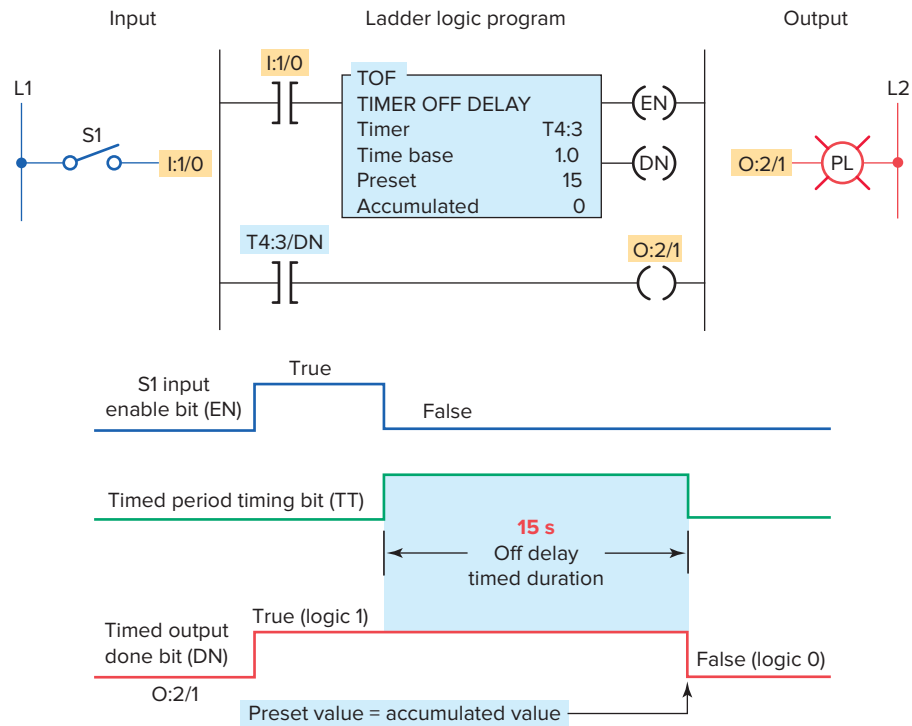 Input
Ladder logic program
Output
L1
S1
I:1/0
I:1/0
TOF
TIMER OFF DELAY
Timer T4:3
Time base 1.0
Preset 15
Accumulated 0
EN
DN
L2
O:2/1
PL
T4:3/DN
O:2/1
S1 input
enable bit (EN)
True
False
Timed period timing bit (TT)
15 s
Off delay
timed duration
Timed output
done bit (DN)
O:2/1
True (logic 1)
False (logic 0)
Preset value = accumulated value